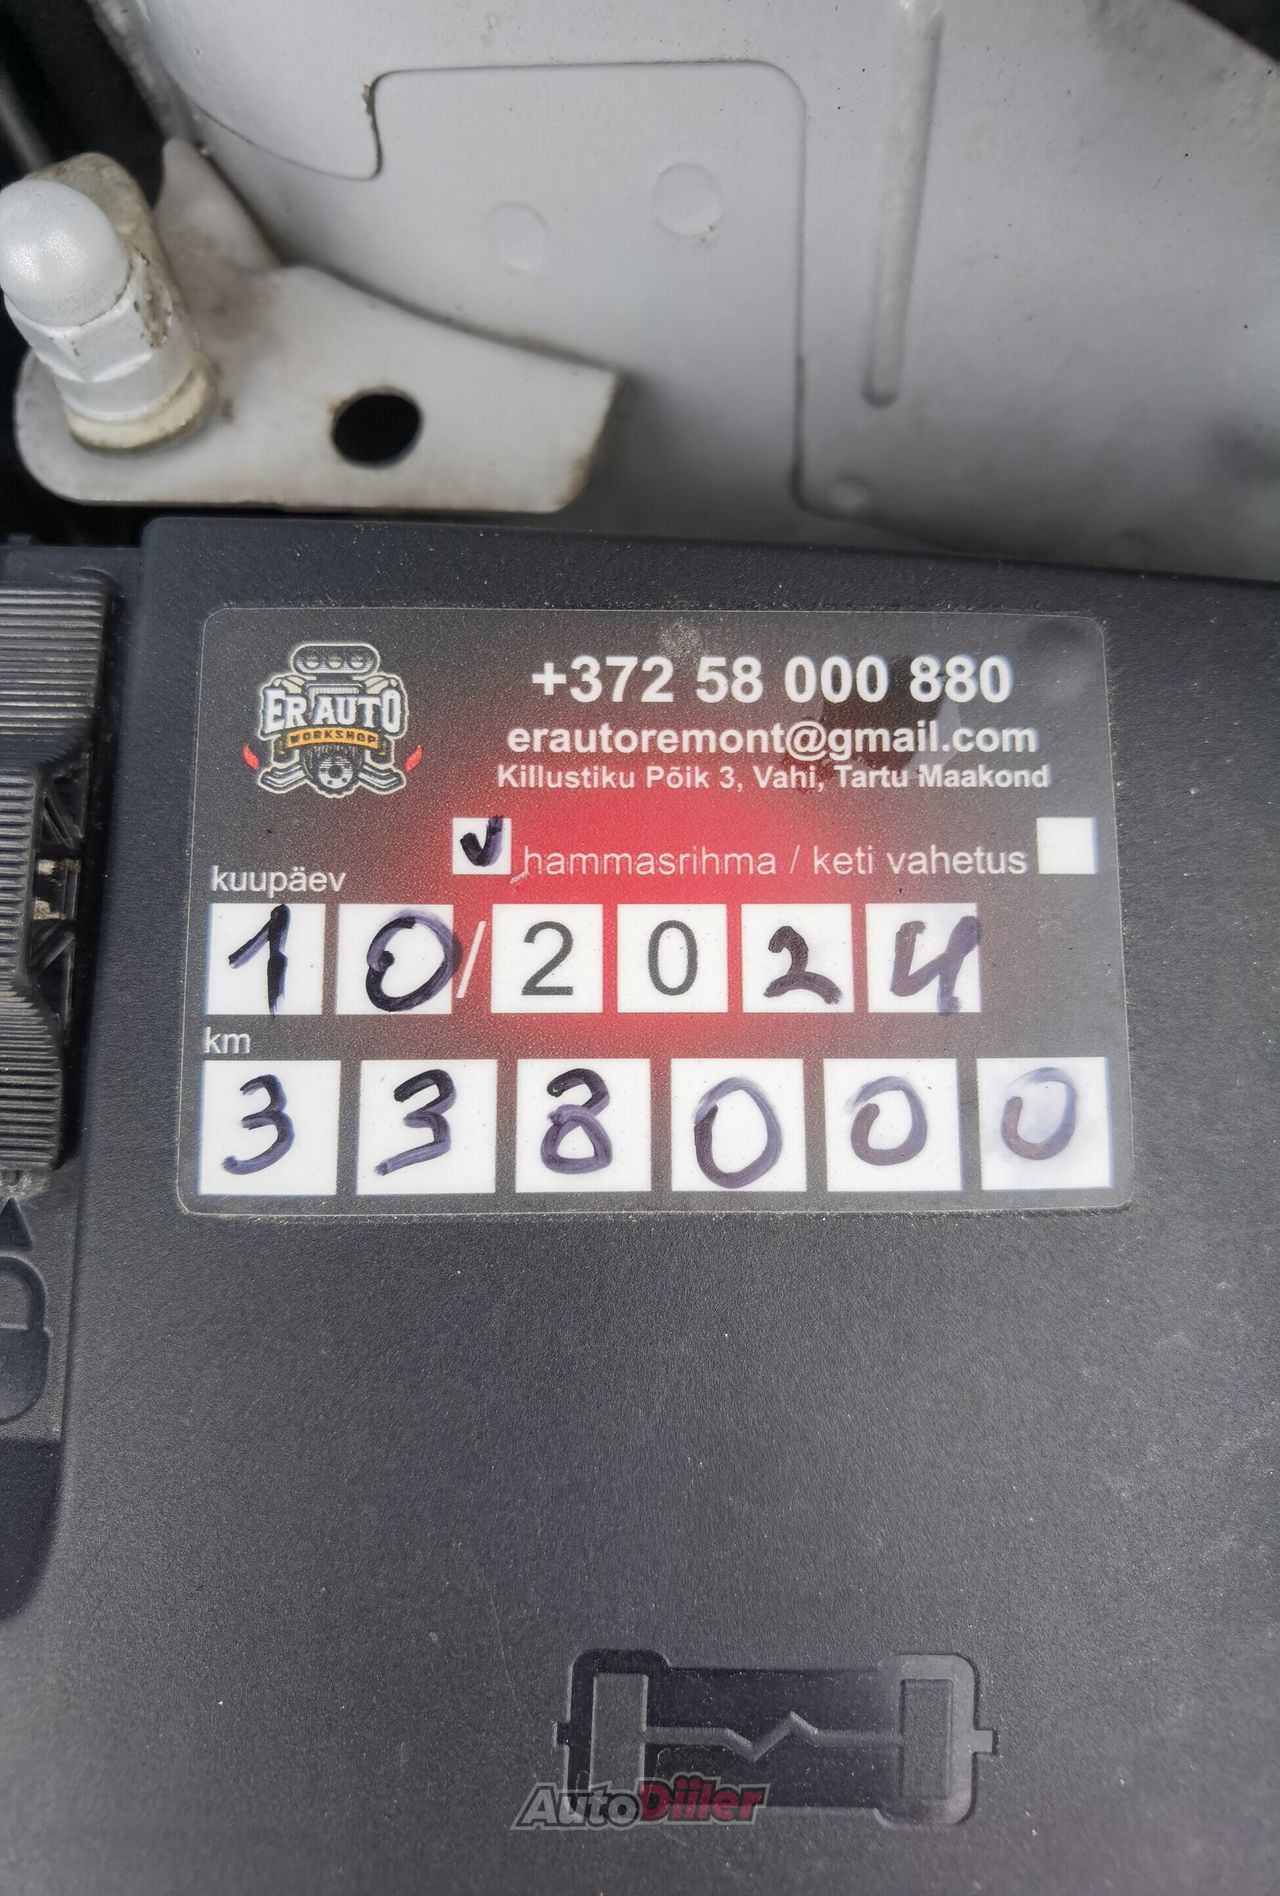 ER AUTO
WORKSHOP
+372 58 000 880
erautoremont@gmail.com
Killustiku Põik 3, Vahi, Tartu Maakond
hammasrihma / keti vahetus
kuupäev
10/2024
km
338000
AutoDiiler